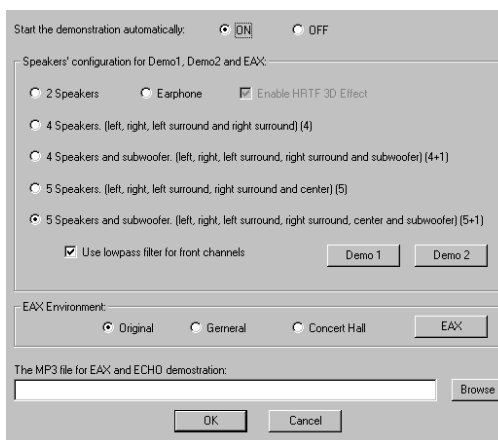 Start the demonstration automatically: ON OFF
Speakers' configuration for Demo1, Demo2 and EAX:
2 Speakers Earphone Enable HRTF 3D Effect
4 Speakers. (left, right, left surround and right surround) (4)
4 Speakers and subwoofer. (left, right, left surround, right surround and subwoofer) (4+1)
5 Speakers. (left, right, left surround, right surround and center) (5)
5 Speakers and subwoofer. (left, right, left surround, right surround, center and subwoofer) (5+1)
Use lowpass filter for front channels Demo 1 Demo 2
EAX Environment:
Original Gerneral Concert Hall EAX
The MP3 file for EAX and ECHO demostration:
Browse
OK Cancel